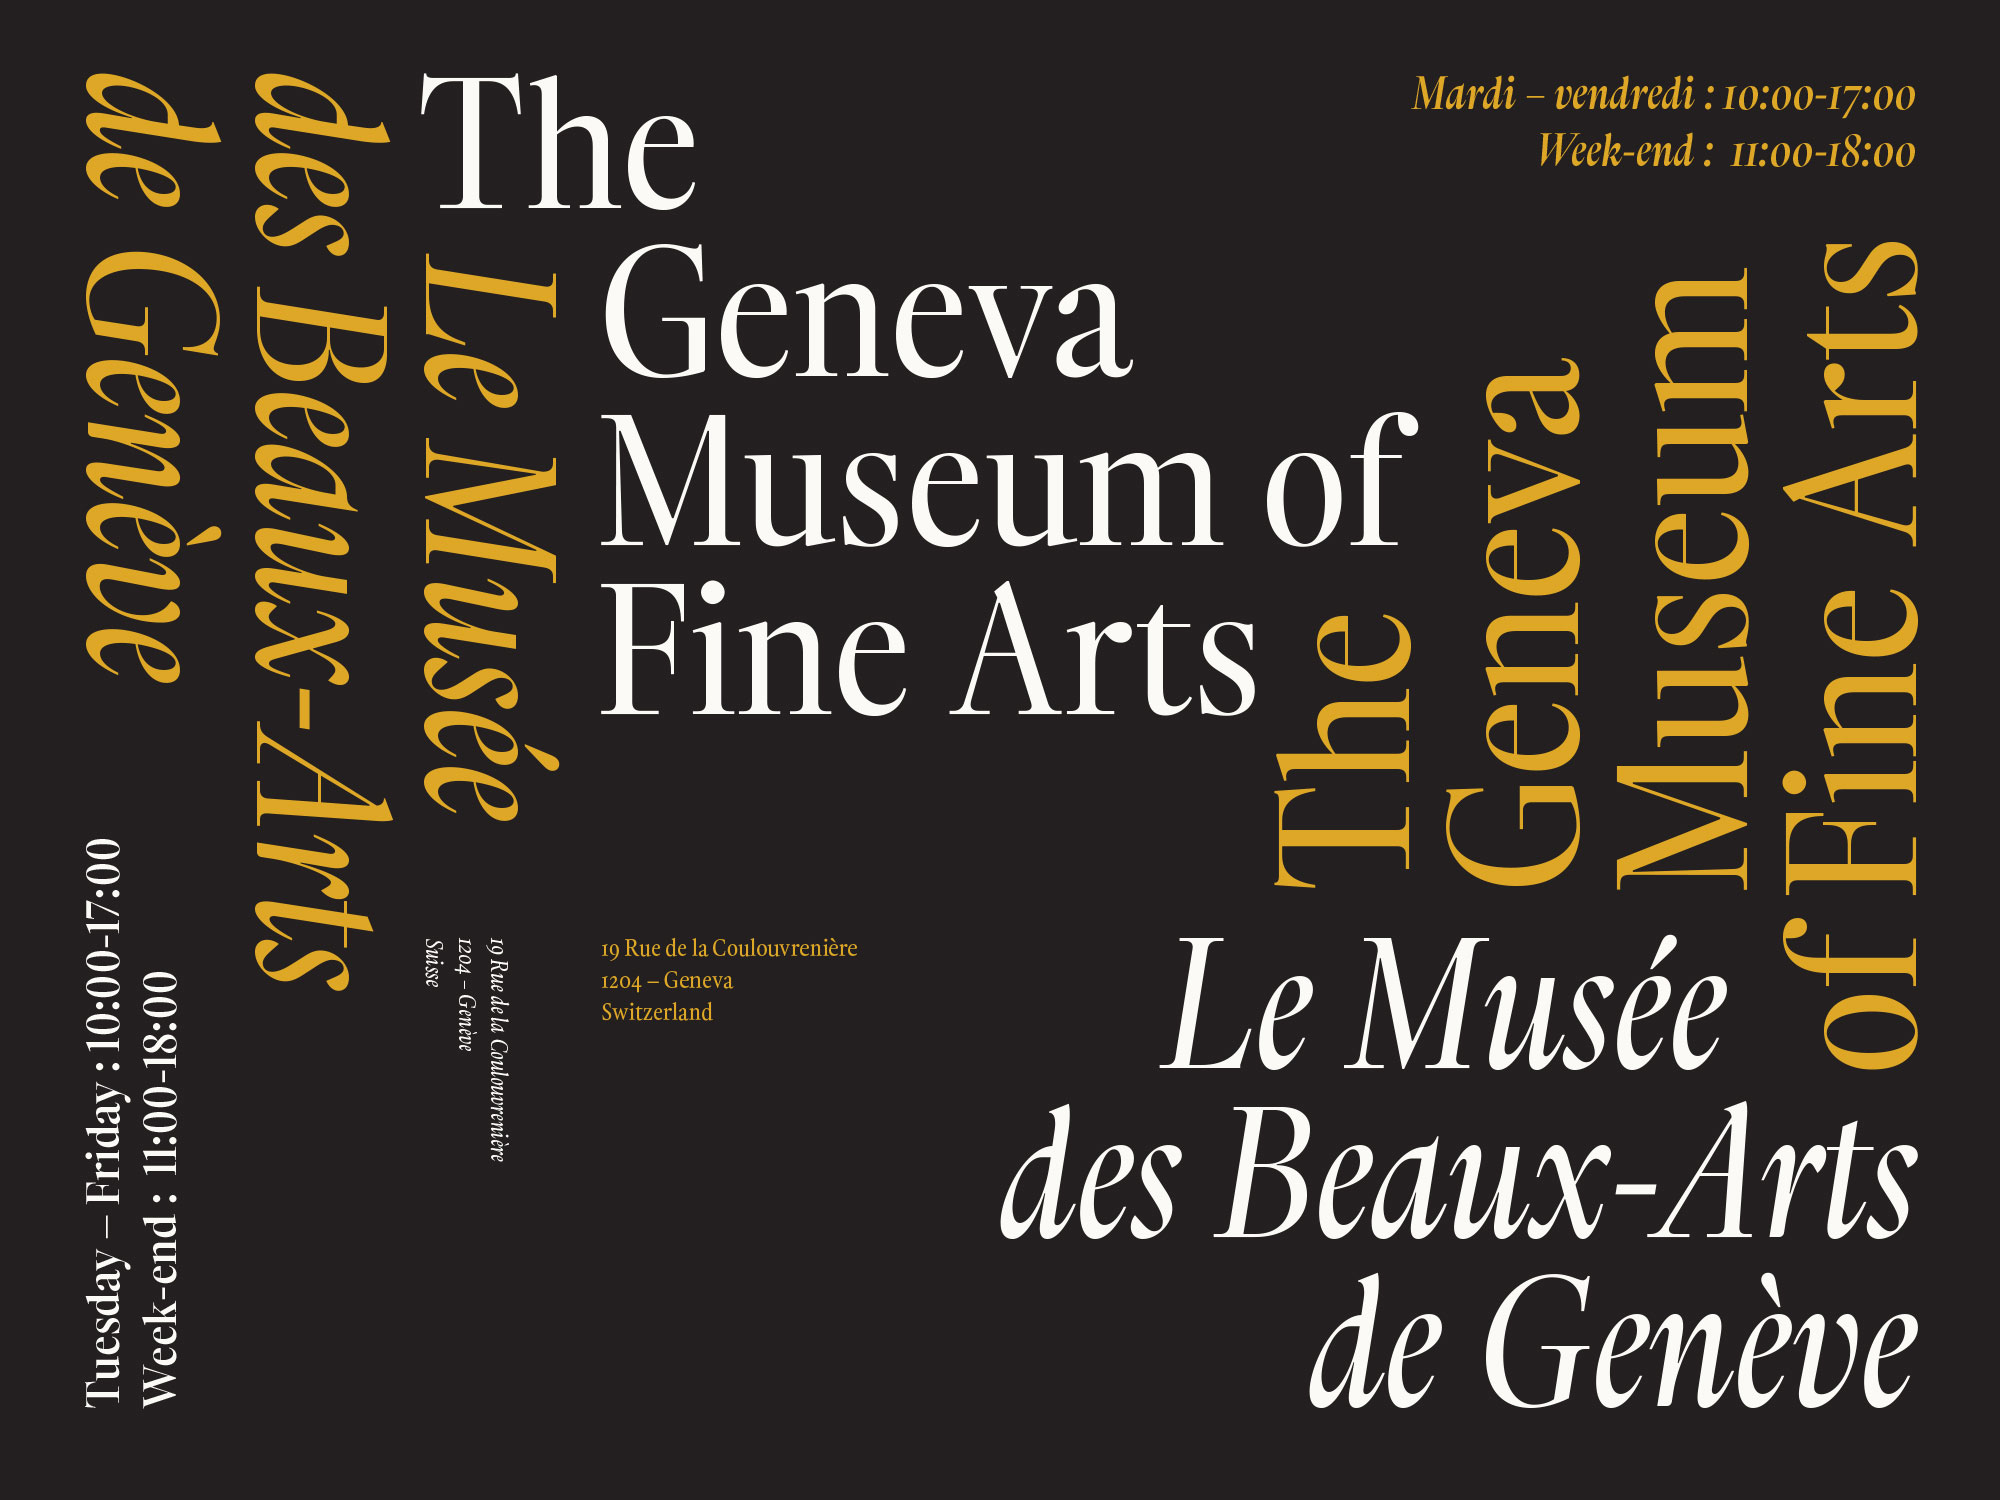 The
Geneva
Museum of
Fine Arts
Mardi – vendredi : 10:00-17:00
Week-end : 11:00-18:00
Le Musée
des Beaux-Arts
de Genève
The
Geneva
Museum
of Fine Arts
Tuesday – Friday : 10:00-17:00
Week-end : 11:00-18:00
19 Rue de la Coulouvrenière
1204 – Genève
Suisse
19 Rue de la Coulouvrenière
1204 – Geneva
Switzerland
Le Musée
des Beaux-Arts
de Genève